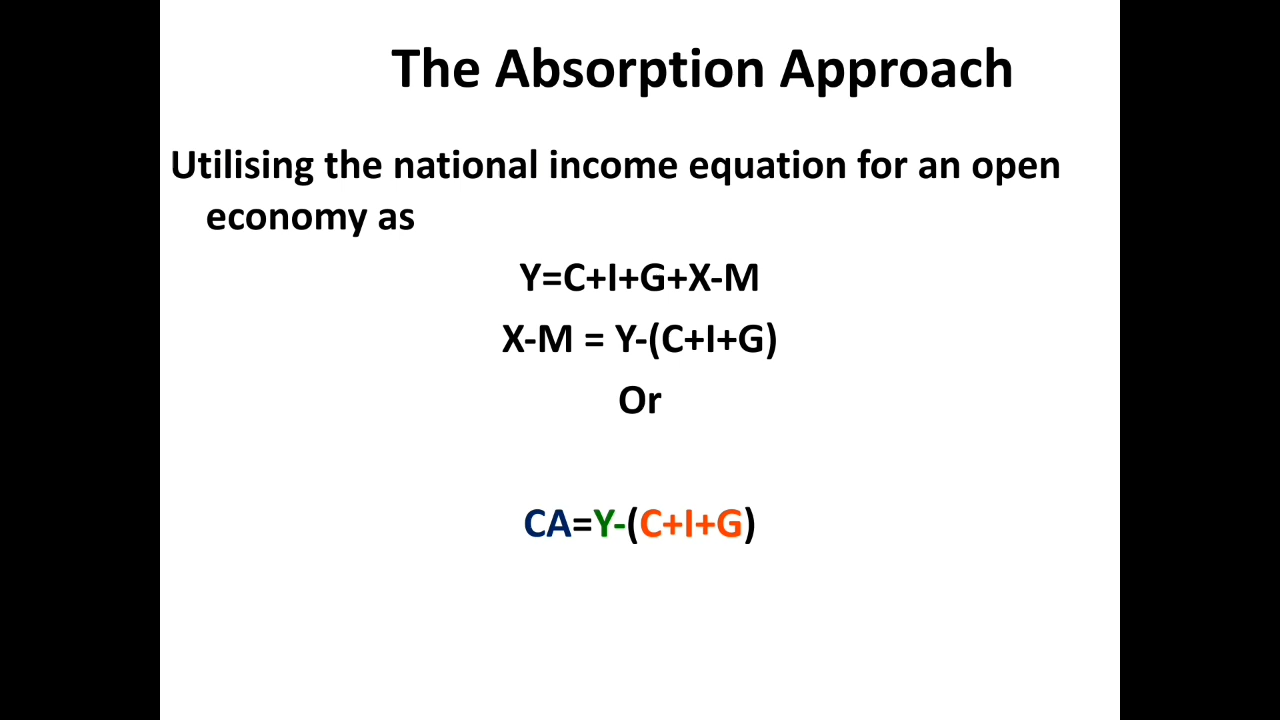 The Absorption Approach
Utilising the national income equation for an open
economy as
Y=C+I+G+X-M
X-M = Y-(C+I+G)
Or
CA=Y-(C+I+G)